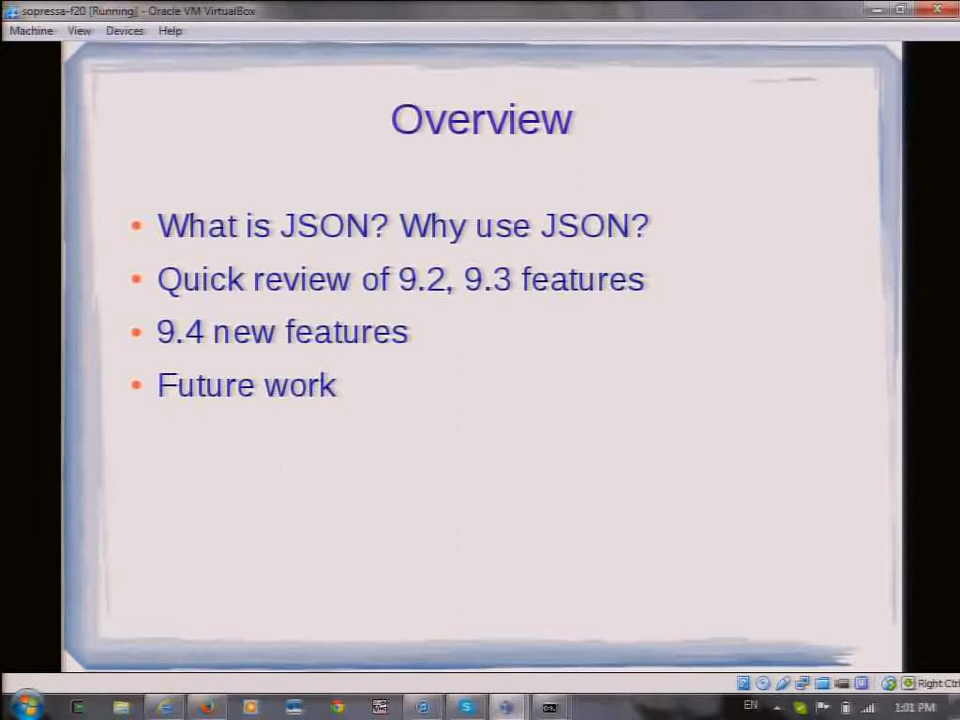 sopressa-f20 [Running] - Oracle VM VirtualBox
Machine View Devices Help
Overview
• What is JSON? Why use JSON?
• Quick review of 9.2, 9.3 features
• 9.4 new features
• Future work
Right Ctrl
EN 1:01 PM